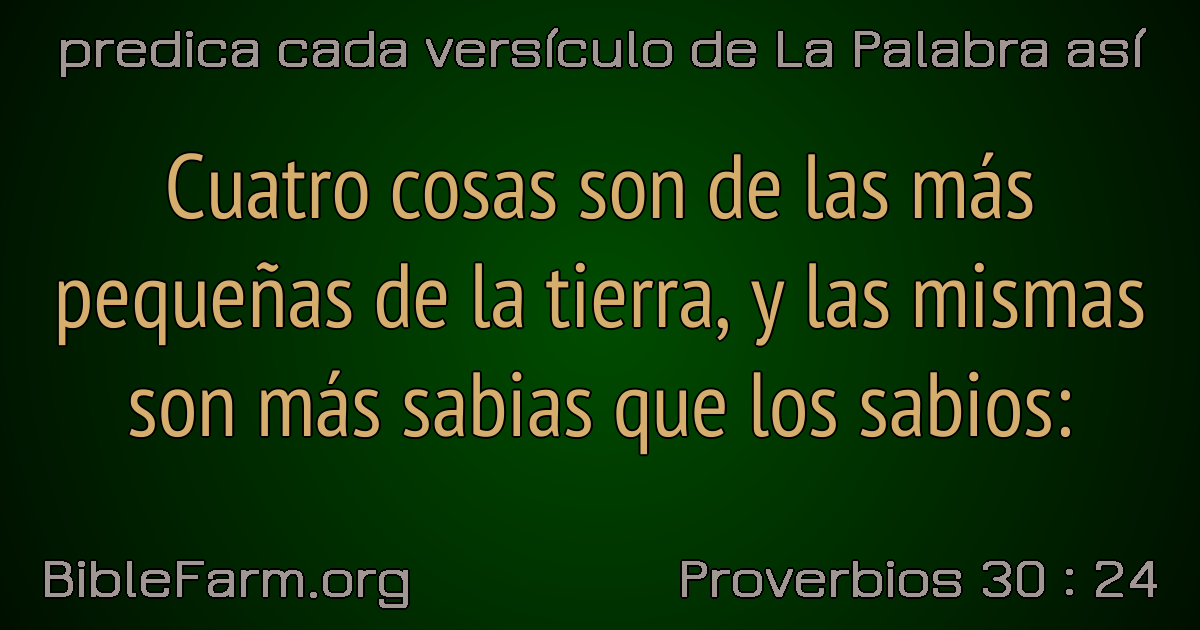 predica cada versículo de La Palabra así
Cuatro cosas son de las más
pequeñas de la tierra, y las mismas
son más sabias que los sabios:
BibleFarm.org
Proverbios 30 : 24